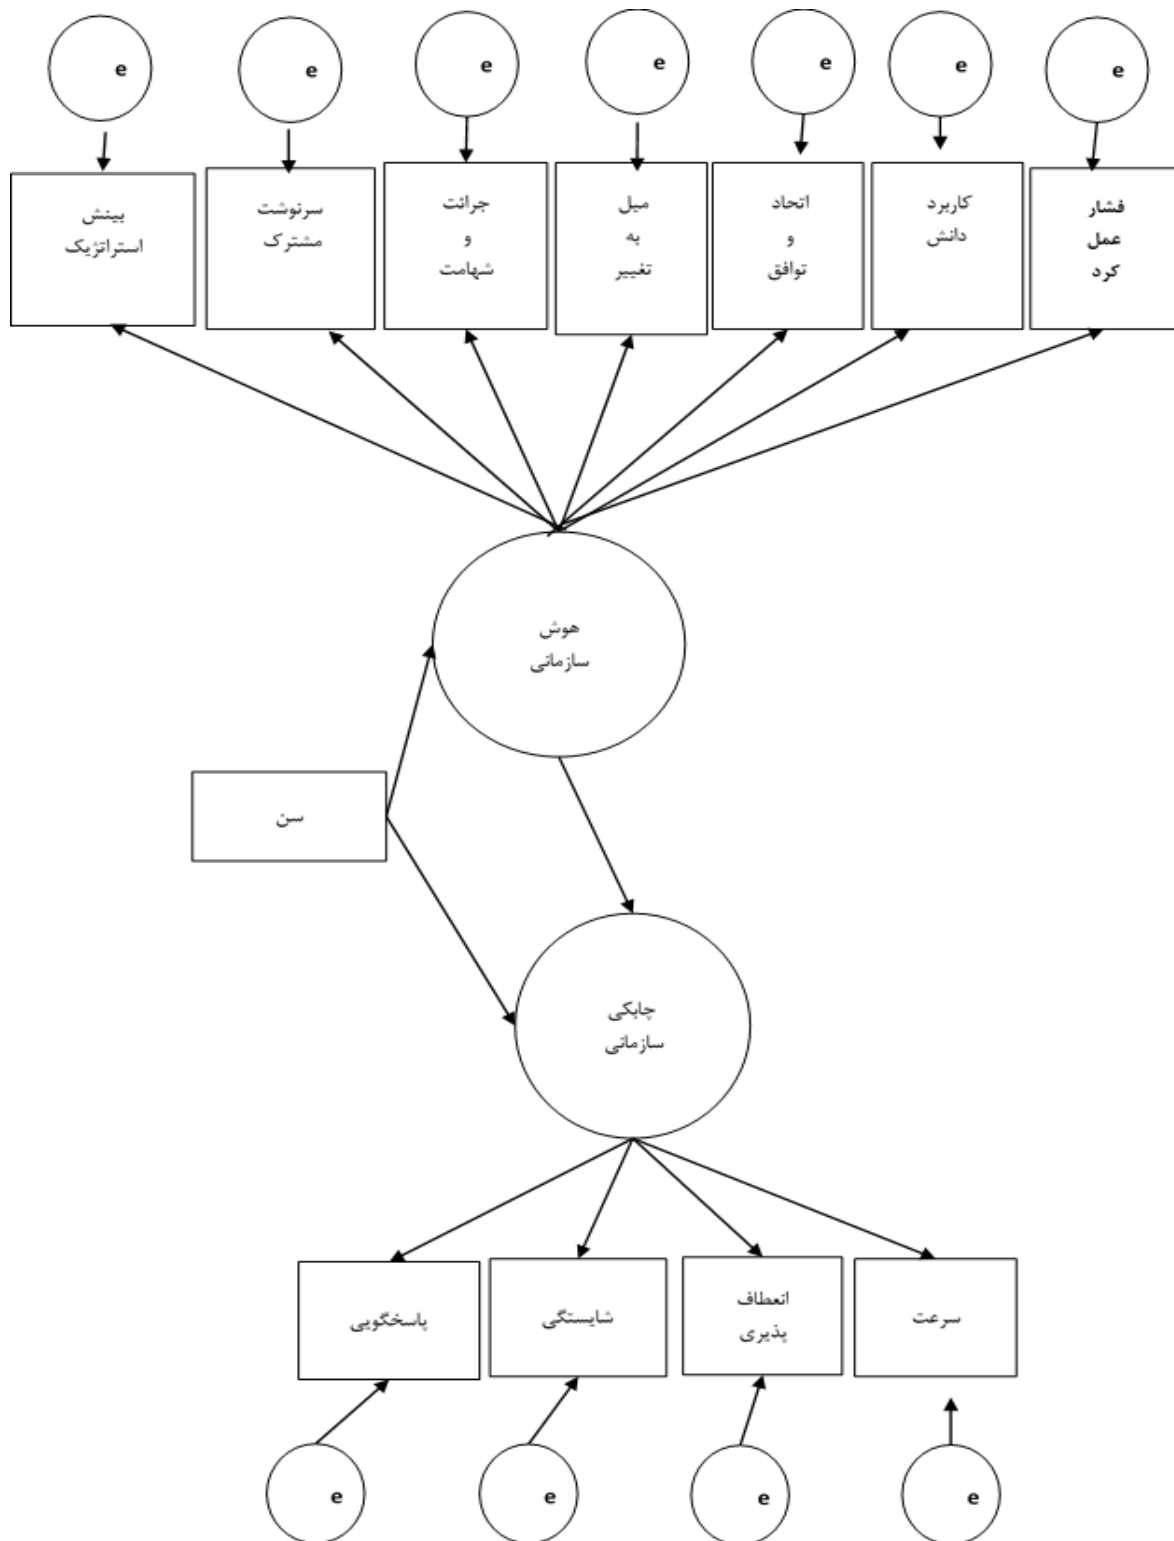 e
e
e
e
e
e
e
بینش
استراتژیک
سرنوشت
مشترک
جرائت
و
شهامت
میل
به
تغییر
اتحاد
و
توافق
کاربرد
دانش
فشار
عمل
کرد
هوش
سازمانی
سن
چابکی
سازمانی
پاسخگویی
شایستگی
انعطاف
پذیری
سرعت
e
e
e
e